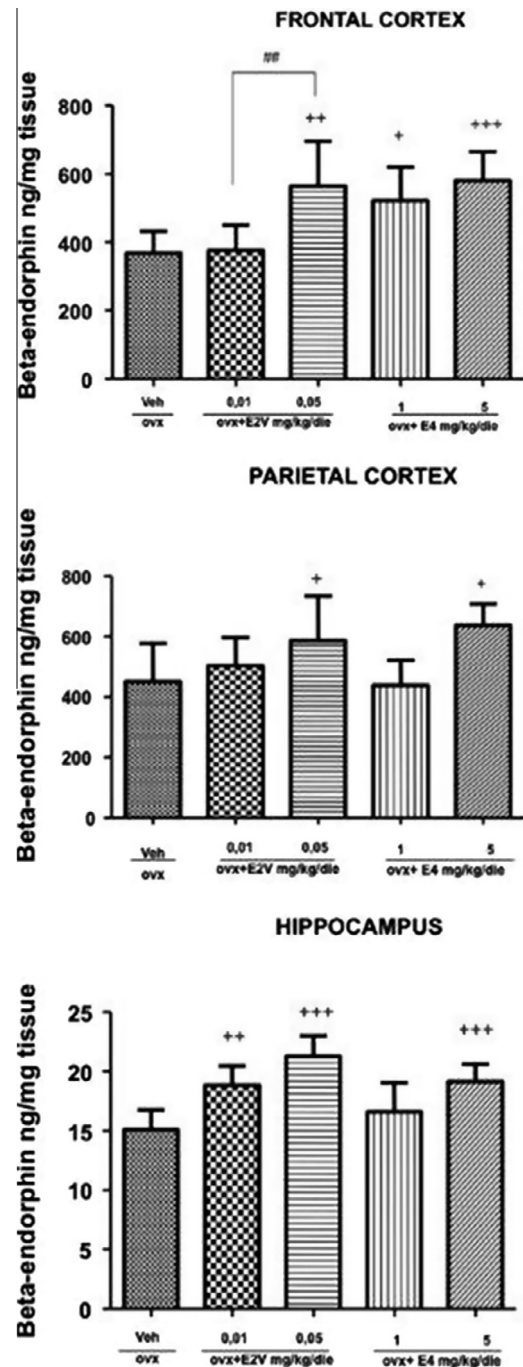 FRONTAL CORTEX
##
++
+
+++
Beta-endorphin ng/mg tissue
800
600
400
200
0
Veh
0,01
0,05
1
5
ovx
ovx+E2V mg/kg/die
ovx+ E4 mg/kg/die
PARIETAL CORTEX
+
+
Beta-endorphin ng/mg tissue
800
600
400
200
0
Veh
0,01
0,05
1
5
ovx
ovx+E2V mg/kg/die
ovx+ E4 mg/kg/die
HIPPOCAMPUS
++
+++
+++
Beta-endorphin ng/mg tissue
25
20
15
10
5
0
Veh
0,01
0,05
1
5
ovx
ovx+E2V mg/kg/die
ovx+ E4 mg/kg/die